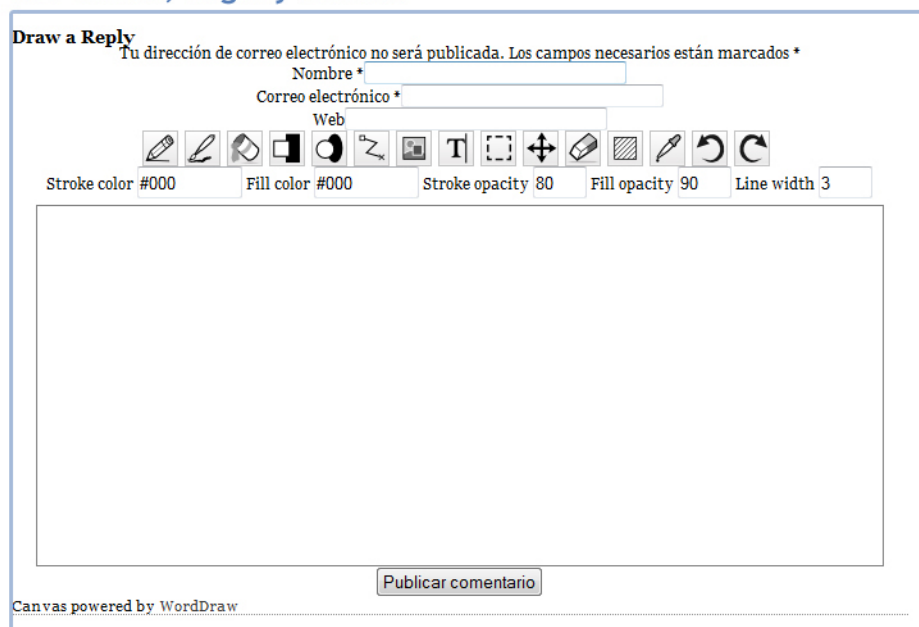 Draw a Reply
Tu dirección de correo electrónico no será publicada. Los campos necesarios están marcados *
Nombre *
Correo electrónico *
Web
T
Stroke color #000 Fill color #000 Stroke opacity 80 Fill opacity 90 Line width 3
Publicar comentario
Canvas powered by WordDraw